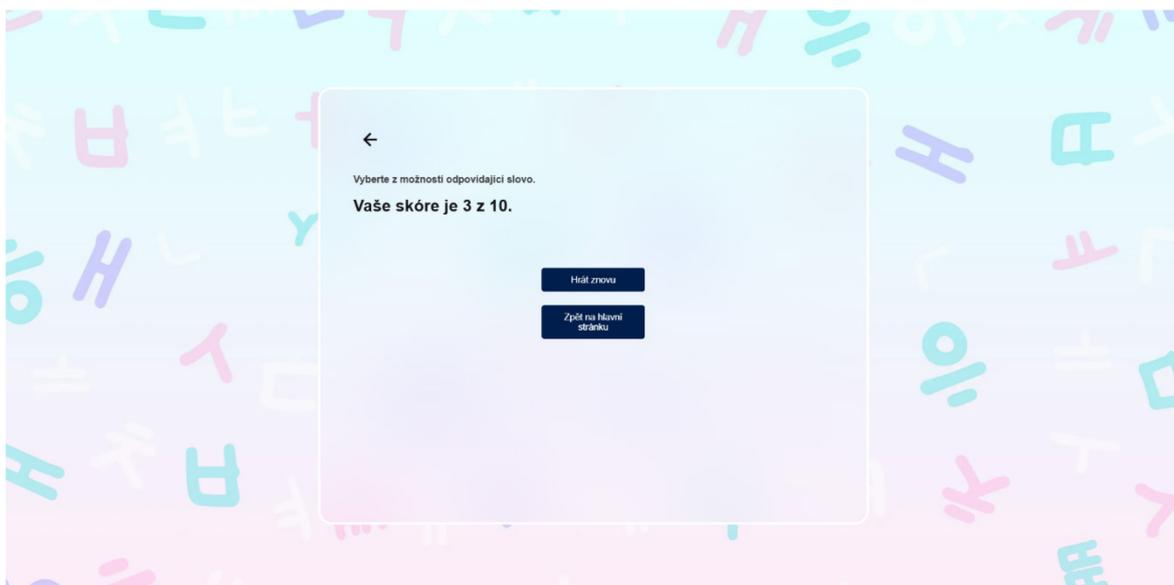 Vyberte z možností odpovídající slovo.
Vaše skóre je 3 z 10.
Hrát znovu
Zpět na hlavní
stránku